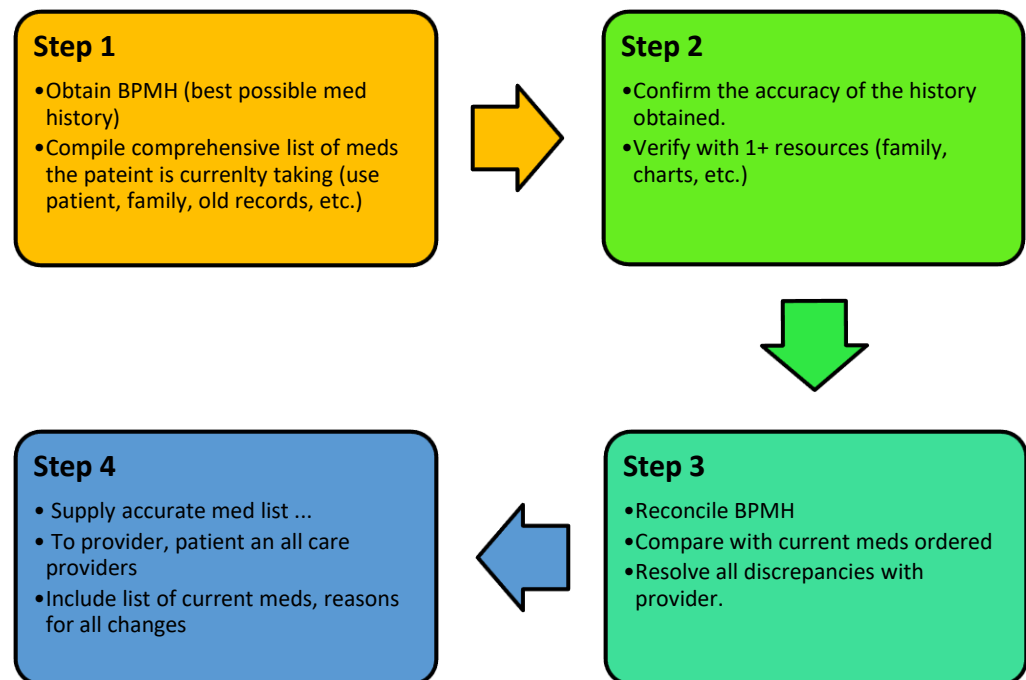 Step 1
•Obtain BPMH (best possible med
history)
•Compile comprehensive list of meds
the pateint is currenlty taking (use
patient, family, old records, etc.)
Step 2
•Confirm the accuracy of the history
obtained.
•Verify with 1+ resources (family,
charts, etc.)
Step 3
•Reconcile BPMH
•Compare with current meds ordered
•Resolve all discrepancies with
provider.
Step 4
• Supply accurate med list ...
• To provider, patient an all care
providers
•Include list of current meds, reasons
for all changes